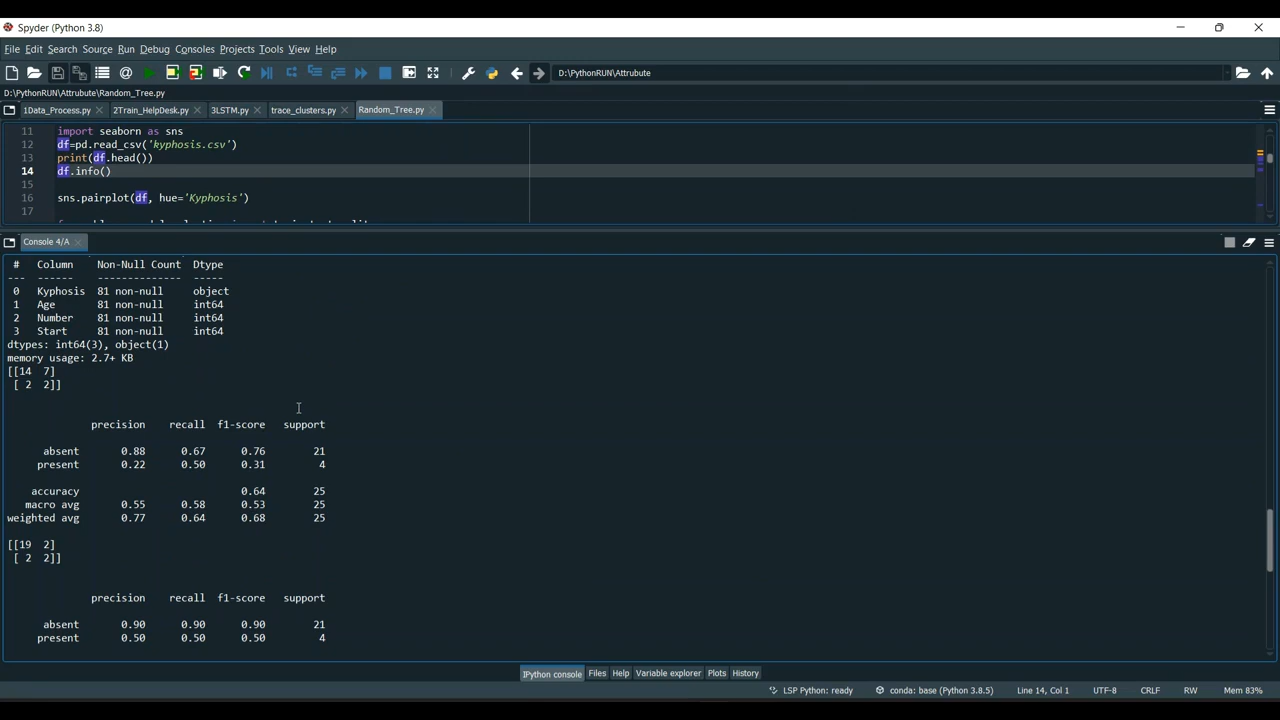 Spyder (Python 3.8)
File Edit Search Source Run Debug Consoles Projects Tools View Help
D:\PythonRUN\Attrubute
D:\PythonRUN\Attrubute\Random_Tree.py
1Data_Process.py 2Train_HelpDesk.py 3LSTM.py trace_clusters.py Random_Tree.py
11 import seaborn as sns
12 df=pd.read_csv('kyphosis.csv')
13 print(df.head())
14 df.info()
15
16 sns.pairplot(df, hue='Kyphosis')
17
Console 4/A
# Column Non-Null Count Dtype
--- ------ -------------- -----
0 Kyphosis 81 non-null object
1 Age 81 non-null int64
2 Number 81 non-null int64
3 Start 81 non-null int64
dtypes: int64(3), object(1)
memory usage: 2.7+ KB
[[14 7]
[ 2 2]]
precision recall f1-score support
absent 0.88 0.67 0.76 21
present 0.22 0.50 0.31 4
accuracy 0.64 25
macro avg 0.55 0.58 0.53 25
weighted avg 0.77 0.64 0.68 25
[[19 2]
[ 2 2]]
precision recall f1-score support
absent 0.90 0.90 0.90 21
present 0.50 0.50 0.50 4
IPython console Files Help Variable explorer Plots History
LSP Python: ready conda: base (Python 3.8.5) Line 14, Col 1 UTF-8 CRLF RW Mem 83%